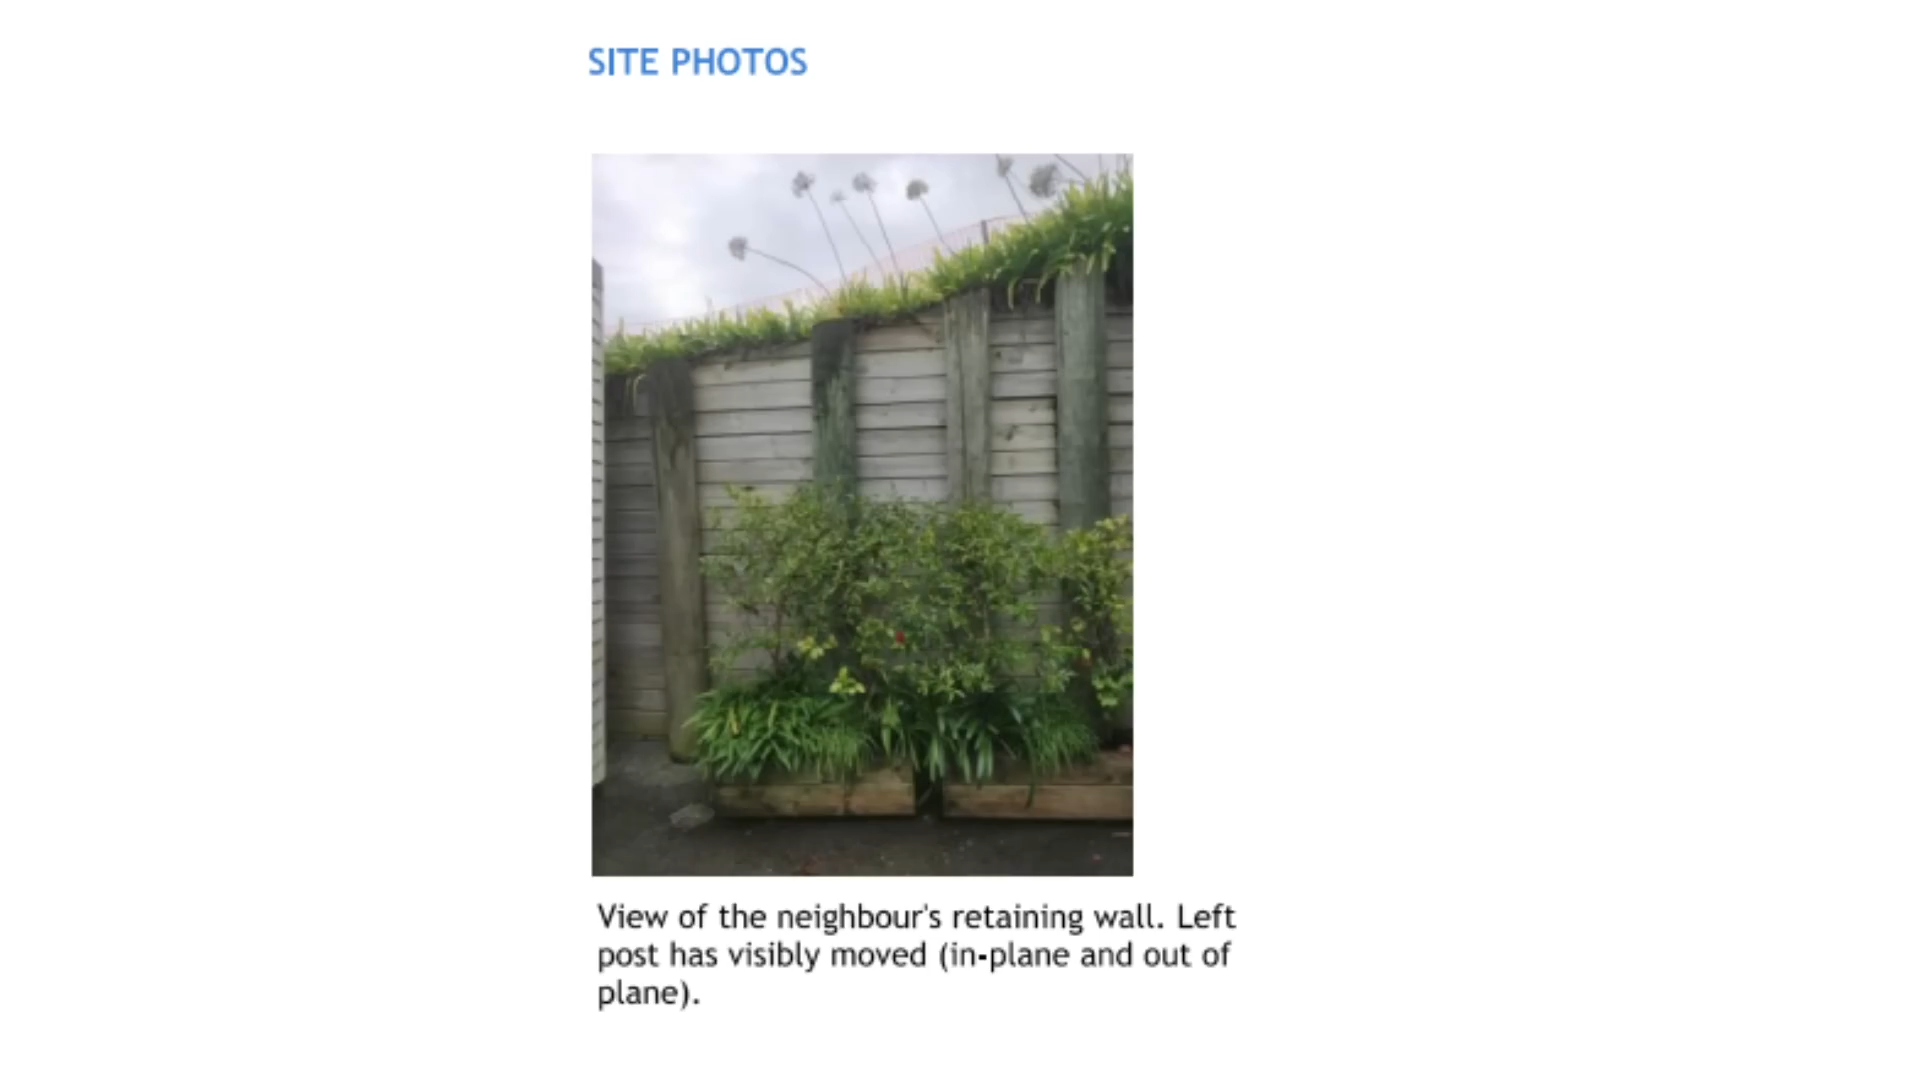 SITE PHOTOS
View of the neighbour's retaining wall. Left
post has visibly moved (in-plane and out of
plane).